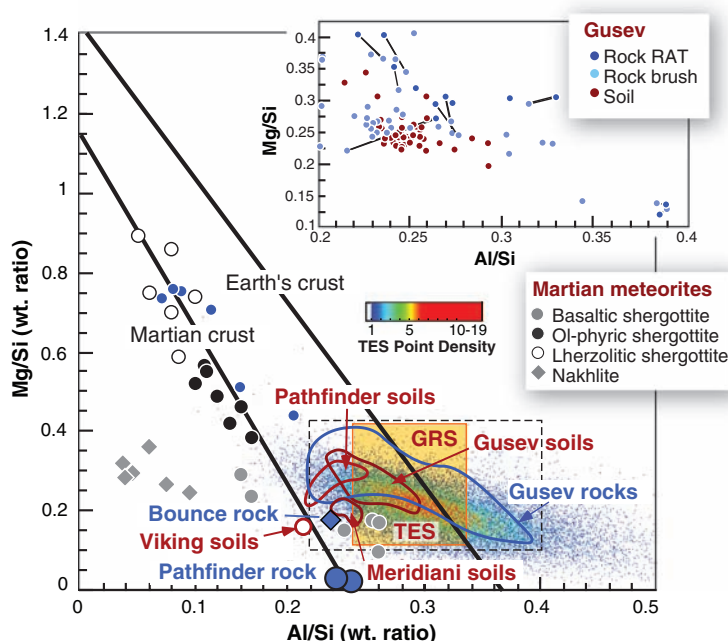 1.4
1.2
1
0.8
0.6
0.4
0.2
0
Mg/Si (wt. ratio)
0
0.1
0.2
0.3
0.4
0.5
Al/Si (wt. ratio)
0.4
0.35
0.3
0.25
0.2
0.15
0.1
Mg/Si
0.2
0.25
0.3
0.35
0.4
Al/Si
Gusev
Rock RAT
Rock brush
Soil
Earth's crust
Martian crust
1
5
10-19
TES Point Density
Martian meteorites
Basaltic shergottite
Ol-phyric shergottite
Lherzolitic shergottite
Nakhlite
Pathfinder soils
GRS
Gusev soils
Gusev rocks
Bounce rock
TES
Viking soils
Meridiani soils
Pathfinder rock